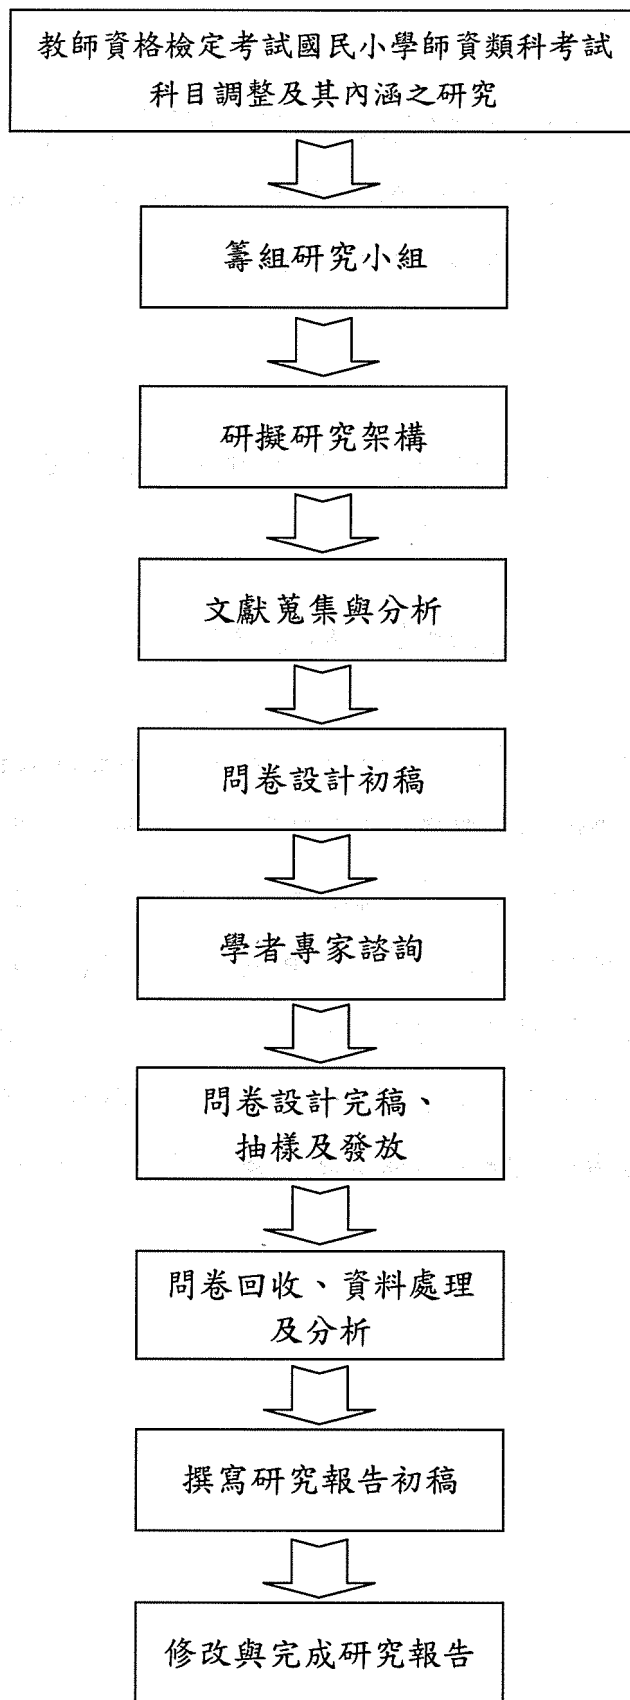 教師資格檢定考試國民小學師資類科考試
科目調整及其內涵之研究
籌組研究小組
研擬研究架構
文獻蒐集與分析
問卷設計初稿
學者專家諮詢
問卷設計完稿、
抽樣及發放
問卷回收、資料處理
及分析
撰寫研究報告初稿
修改與完成研究報告